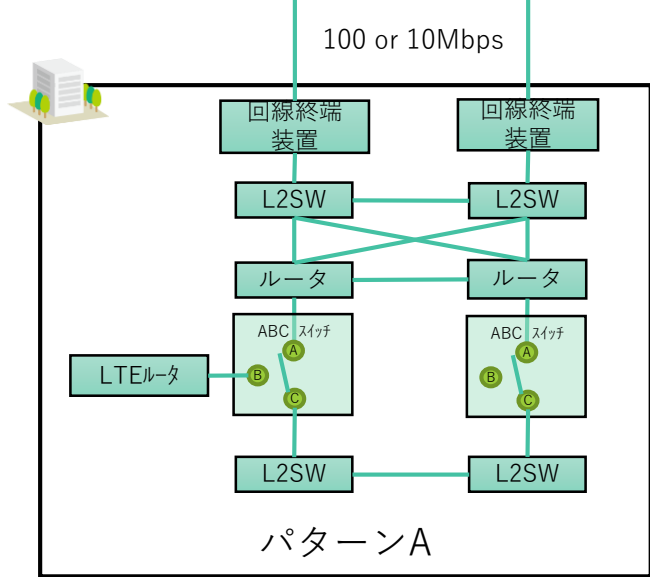 100 or 10Mbps
回線終端
装置
回線終端
装置
L2SW
L2SW
ルータ
ルータ
ABC ｽｲｯﾁ
ABC ｽｲｯﾁ
A
A
LTEﾙｰﾀ
B
B
C
C
L2SW
L2SW
パターンA